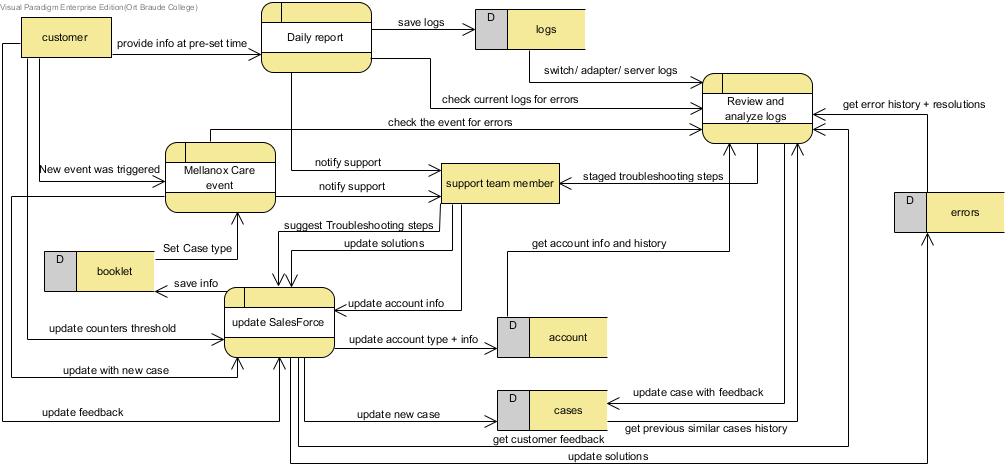 Visual Paradigm Enterprise Edition(Ort Braude College)
customer
provide info at pre-set time
Daily report
save logs
D
logs
switch/ adapter/ server logs
check current logs for errors
Review and
analyze logs
get error history + resolutions
check the event for errors
New event was triggered
Mellanox Care
event
notify support
notify support
support team member
staged troubleshooting steps
D
errors
suggest Troubleshooting steps
update solutions
get account info and history
Set Case type
D
booklet
save info
update account info
update SalesForce
update counters threshold
update account type + info
D
account
update with new case
update feedback
update new case
D
cases
update case with feedback
get previous similar cases history
get customer feedback
update solutions